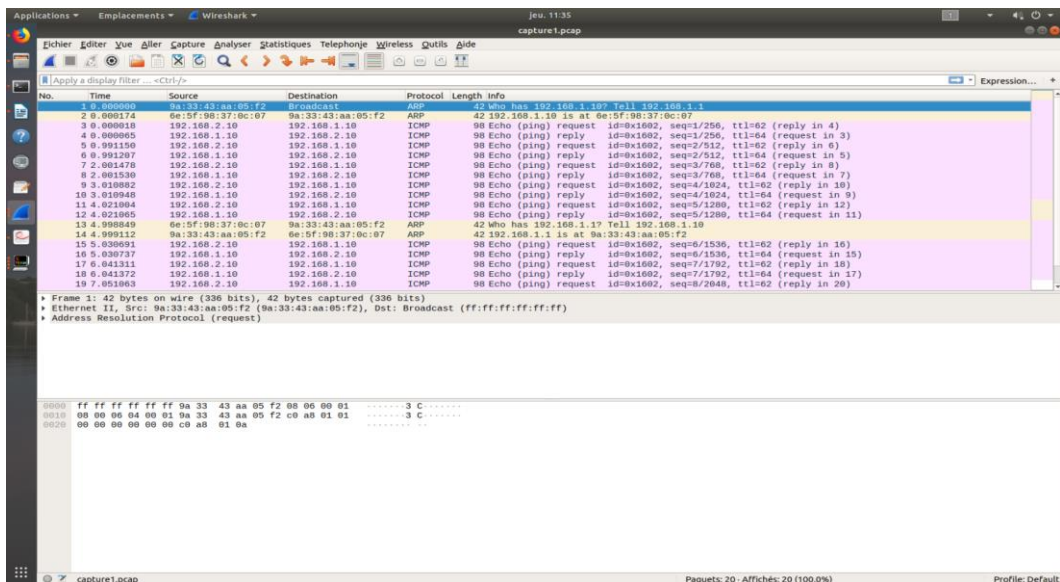 Applications Emplacements Wireshark jeu. 11:35 1
capture1.pcap
Fichier Editer Vue Aller Capture Analyser Statistiques Telephonie Wireless Outils Aide
Apply a display filter ... <Ctrl-/> Expression... +
No. Time Source Destination Protocol Length Info
1 0.000000 9a:33:43:aa:05:f2 Broadcast ARP 42 Who has 192.168.1.10? Tell 192.168.1.1
2 0.000174 6e:5f:98:37:0c:07 9a:33:43:aa:05:f2 ARP 42 192.168.1.10 is at 6e:5f:98:37:0c:07
3 0.000018 192.168.2.10 192.168.1.10 ICMP 98 Echo (ping) request id=0x1602, seq=1/256, ttl=62 (reply in 4)
4 0.000065 192.168.1.10 192.168.2.10 ICMP 98 Echo (ping) reply id=0x1602, seq=1/256, ttl=64 (request in 3)
5 0.991150 192.168.2.10 192.168.1.10 ICMP 98 Echo (ping) request id=0x1602, seq=2/512, ttl=62 (reply in 6)
6 0.991207 192.168.1.10 192.168.2.10 ICMP 98 Echo (ping) reply id=0x1602, seq=2/512, ttl=64 (request in 5)
7 2.001478 192.168.2.10 192.168.1.10 ICMP 98 Echo (ping) request id=0x1602, seq=3/768, ttl=62 (reply in 8)
8 2.001530 192.168.1.10 192.168.2.10 ICMP 98 Echo (ping) reply id=0x1602, seq=3/768, ttl=64 (request in 7)
9 3.010882 192.168.2.10 192.168.1.10 ICMP 98 Echo (ping) request id=0x1602, seq=4/1024, ttl=62 (reply in 10)
10 3.010948 192.168.1.10 192.168.2.10 ICMP 98 Echo (ping) reply id=0x1602, seq=4/1024, ttl=64 (request in 9)
11 4.021004 192.168.2.10 192.168.1.10 ICMP 98 Echo (ping) request id=0x1602, seq=5/1280, ttl=62 (reply in 12)
12 4.021065 192.168.1.10 192.168.2.10 ICMP 98 Echo (ping) reply id=0x1602, seq=5/1280, ttl=64 (request in 11)
13 4.998849 6e:5f:98:37:0c:07 9a:33:43:aa:05:f2 ARP 42 Who has 192.168.1.1? Tell 192.168.1.10
14 4.999112 9a:33:43:aa:05:f2 6e:5f:98:37:0c:07 ARP 42 192.168.1.1 is at 9a:33:43:aa:05:f2
15 5.030691 192.168.2.10 192.168.1.10 ICMP 98 Echo (ping) request id=0x1602, seq=6/1536, ttl=62 (reply in 16)
16 5.030737 192.168.1.10 192.168.2.10 ICMP 98 Echo (ping) reply id=0x1602, seq=6/1536, ttl=64 (request in 15)
17 6.041311 192.168.2.10 192.168.1.10 ICMP 98 Echo (ping) request id=0x1602, seq=7/1792, ttl=62 (reply in 18)
18 6.041372 192.168.1.10 192.168.2.10 ICMP 98 Echo (ping) reply id=0x1602, seq=7/1792, ttl=64 (request in 17)
19 7.051063 192.168.2.10 192.168.1.10 ICMP 98 Echo (ping) request id=0x1602, seq=8/2048, ttl=62 (reply in 20)
Frame 1: 42 bytes on wire (336 bits), 42 bytes captured (336 bits)
Ethernet II, Src: 9a:33:43:aa:05:f2 (9a:33:43:aa:05:f2), Dst: Broadcast (ff:ff:ff:ff:ff:ff)
Address Resolution Protocol (request)
0000 ff ff ff ff ff ff 9a 33 43 aa 05 f2 08 06 00 01 ·······3 C·······
0010 08 00 06 04 00 01 9a 33 43 aa 05 f2 c0 a8 01 01 ·······3 C·······
0020 00 00 00 00 00 00 c0 a8 01 0a ········ ··
capture1.pcap Paquets: 20 · Affichés: 20 (100.0%) Profile: Default